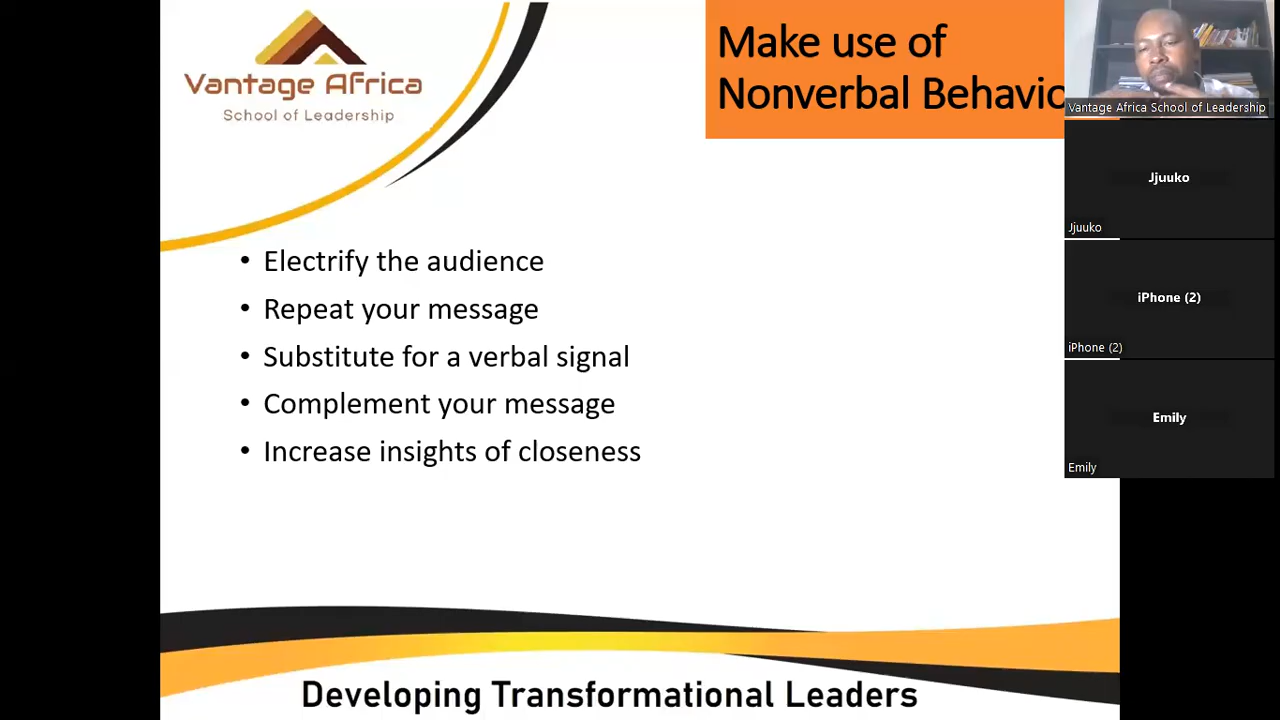 Vantage Africa
School of Leadership
Make use of
Nonverbal Behavio
• Electrify the audience
• Repeat your message
• Substitute for a verbal signal
• Complement your message
• Increase insights of closeness
Developing Transformational Leaders
Vantage Africa School of Leadership
Jjuuko
Jjuuko
iPhone (2)
iPhone (2)
Emily
Emily